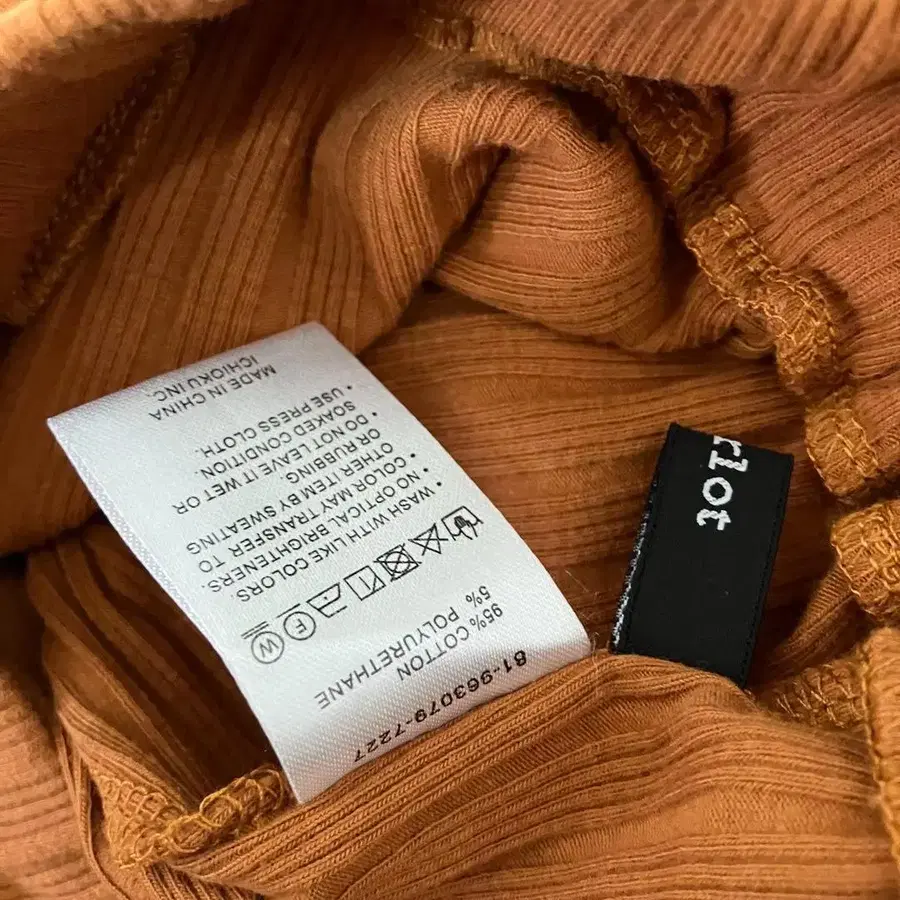 61-963079-7227
95% COTTON
5% POLYURETHANE
W F
• WASH WITH LIKE COLORS.
• NO OPTICAL BRIGHTENERS.
• COLOR MAY TRANSFER TO
OTHER ITEM BY SWEATING
OR RUBBING.
• DO NOT LEAVE IT WET OR
SOAKED CONDITION.
• USE PRESS CLOTH.
ICHIOKU INC.
MADE IN CHINA
rlot